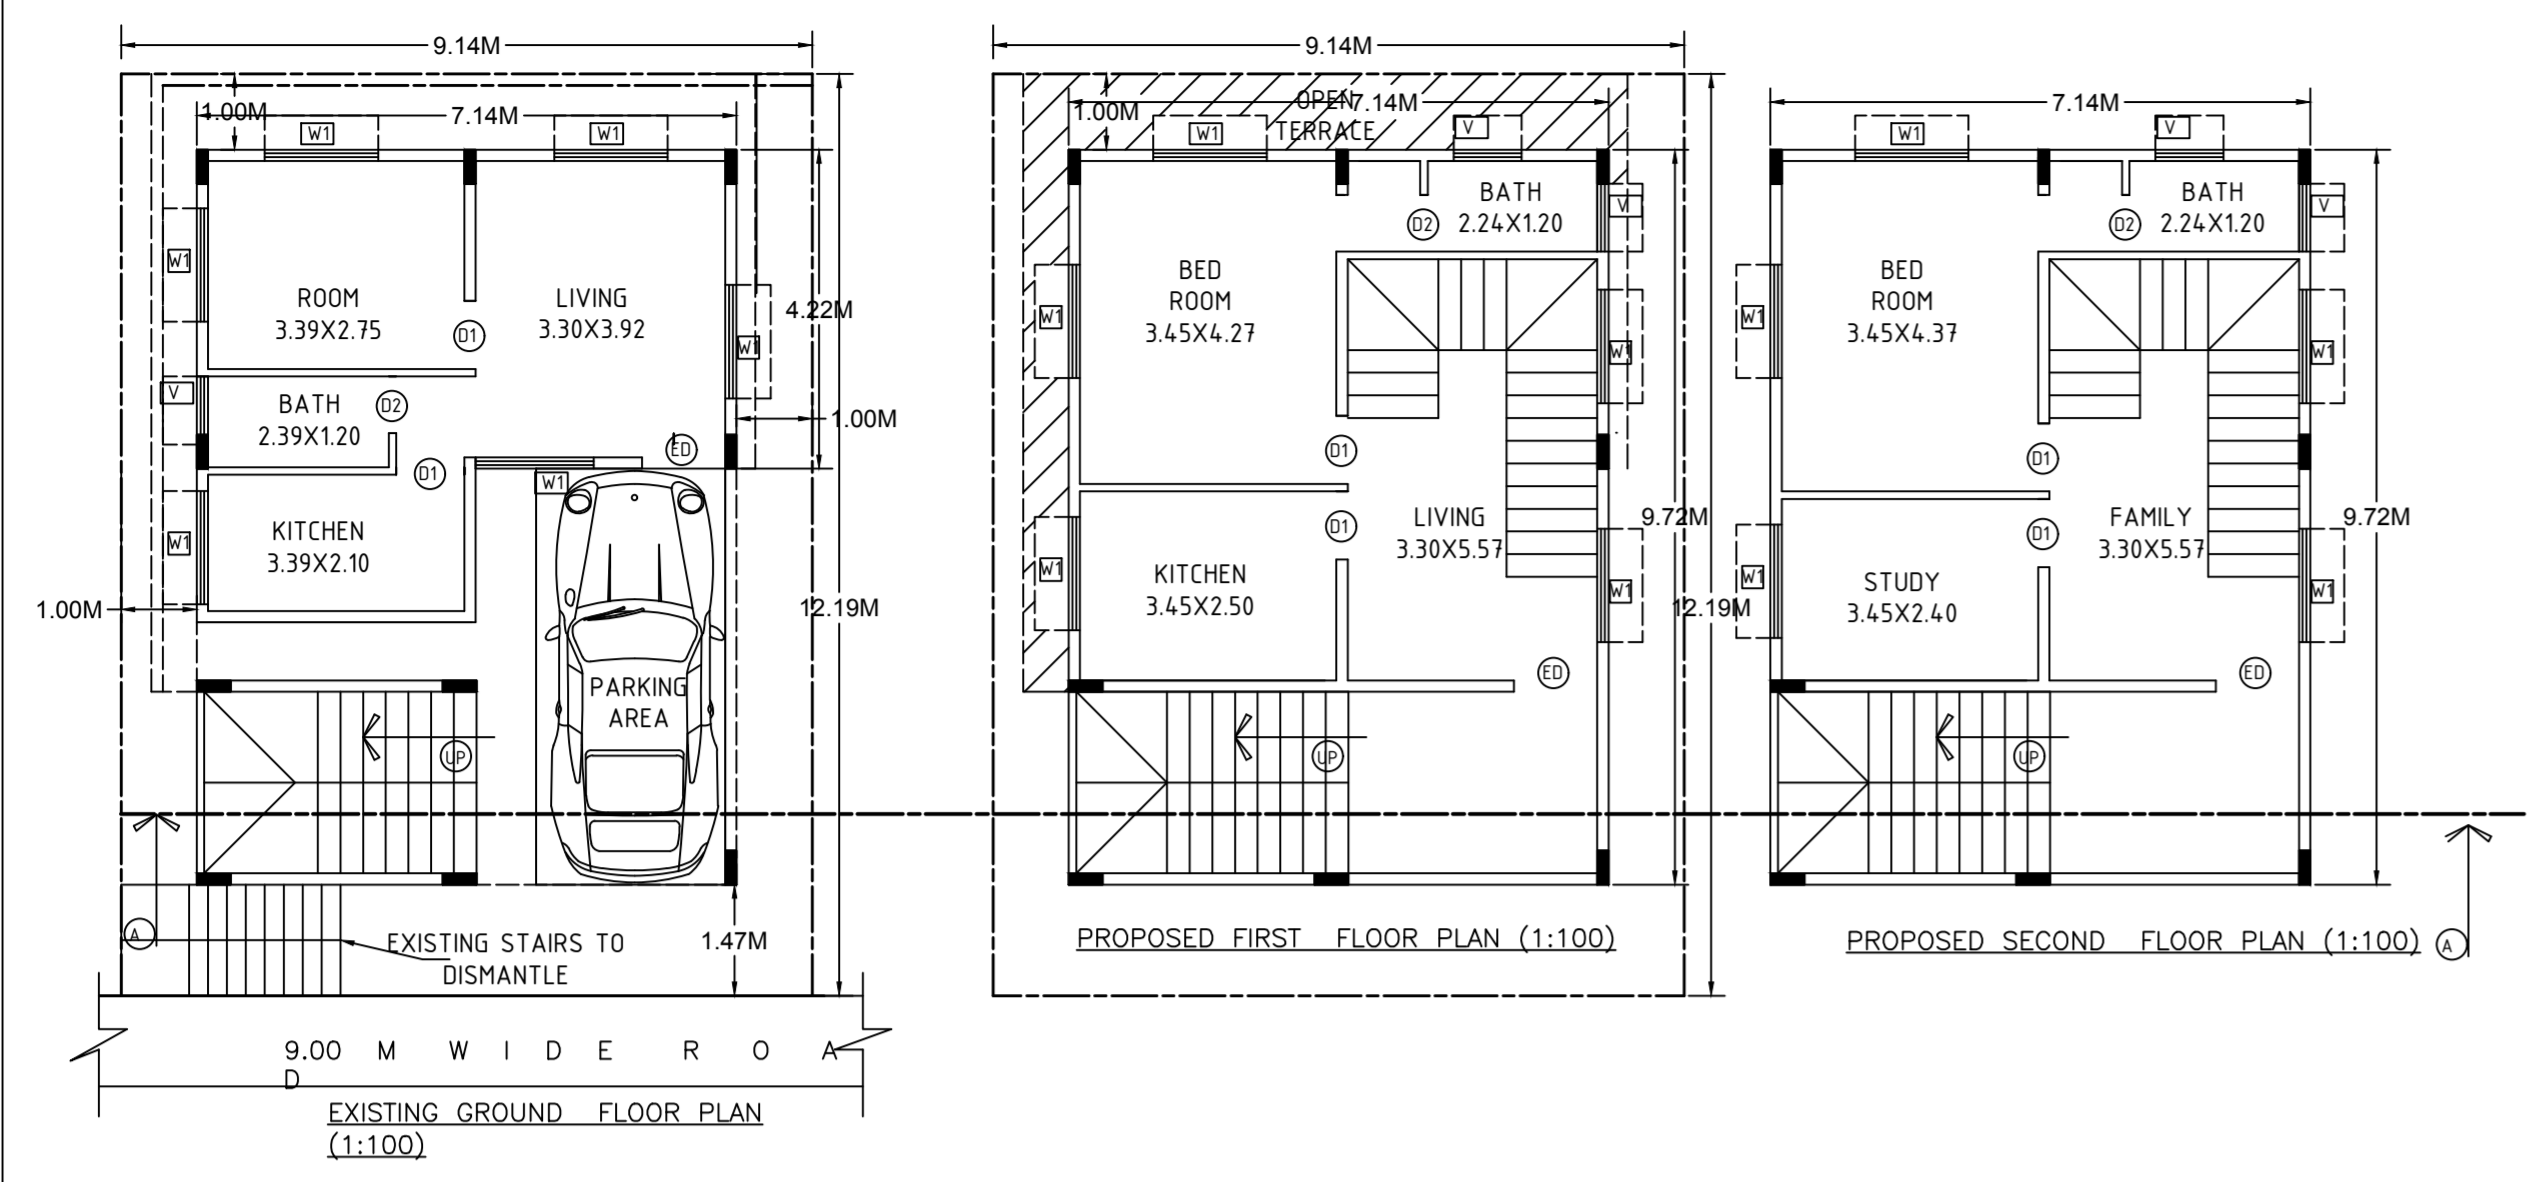 9.14M
1.00M
7.14M
W1
W1
W1
ROOM
3.39X2.75
LIVING
3.30X3.92
D1
4.22M
W1
V
BATH
2.39X1.20
D2
1.00M
ED
D1
W1
W1
KITCHEN
3.39X2.10
1.00M
12.19M
PARKING
AREA
UP
A
EXISTING STAIRS TO
DISMANTLE
1.47M
9.00 M W I D E R O A
D
EXISTING GROUND FLOOR PLAN
(1:100)
9.14M
1.00M
OPEN
TERRACE
7.14M
W1
V
BATH
2.24X1.20
D2
V
BED
ROOM
3.45X4.27
W1
W1
D1
D1
LIVING
3.30X5.57
9.72M
W1
KITCHEN
3.45X2.50
W1
12.19M
ED
UP
PROPOSED FIRST FLOOR PLAN (1:100)
7.14M
W1
V
BATH
2.24X1.20
D2
V
BED
ROOM
3.45X4.37
W1
W1
D1
D1
FAMILY
3.30X5.57
9.72M
W1
STUDY
3.45X2.40
W1
ED
UP
PROPOSED SECOND FLOOR PLAN (1:100)
A